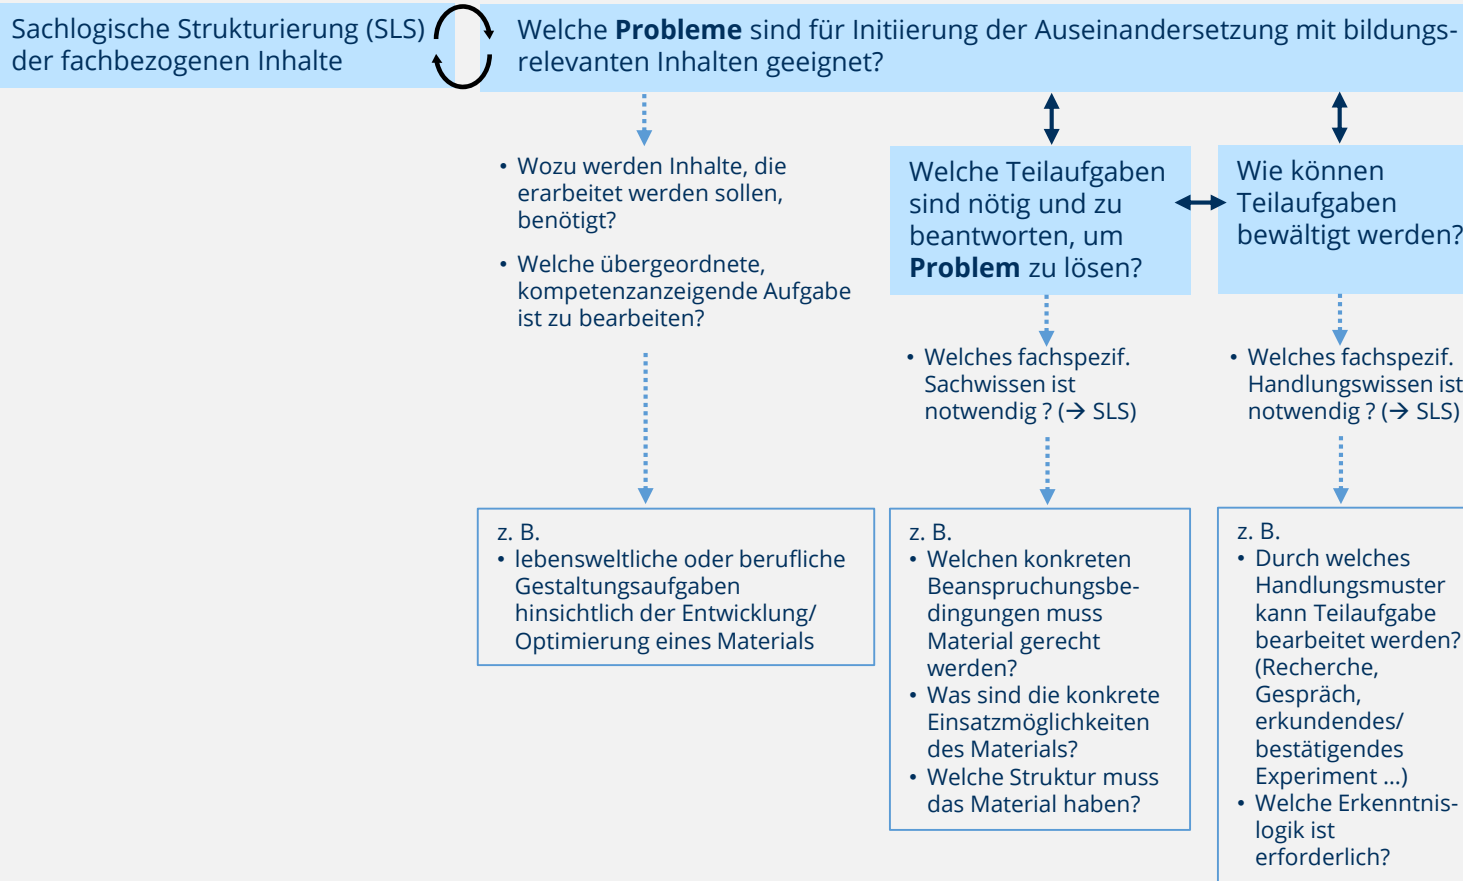 Sachlogische Strukturierung (SLS)
der fachbezogenen Inhalte
Welche Probleme sind für Initiierung der Auseinandersetzung mit bildungs-
relevanten Inhalten geeignet?
• Wozu werden Inhalte, die
erarbeitet werden sollen,
benötigt?
• Welche übergeordnete,
kompetenzanzeigende Aufgabe
ist zu bearbeiten?
Welche Teilaufgaben
sind nötig und zu
beantworten, um
Problem zu lösen?
Wie können
Teilaufgaben
bewältigt werden?
• Welches fachspezif.
Sachwissen ist
notwendig ? (→ SLS)
• Welches fachspezif.
Handlungswissen ist
notwendig ? (→ SLS)
z. B.
• lebensweltliche oder berufliche
Gestaltungsaufgaben
hinsichtlich der Entwicklung/
Optimierung eines Materials
z. B.
• Welchen konkreten
Beanspruchungsbe-
dingungen muss
Material gerecht
werden?
• Was sind die konkrete
Einsatzmöglichkeiten
des Materials?
• Welche Struktur muss
das Material haben?
z. B.
• Durch welches
Handlungsmuster
kann Teilaufgabe
bearbeitet werden?
(Recherche,
Gespräch,
erkundendes/
bestätigendes
Experiment …)
• Welche Erkenntnis-
logik ist
erforderlich?